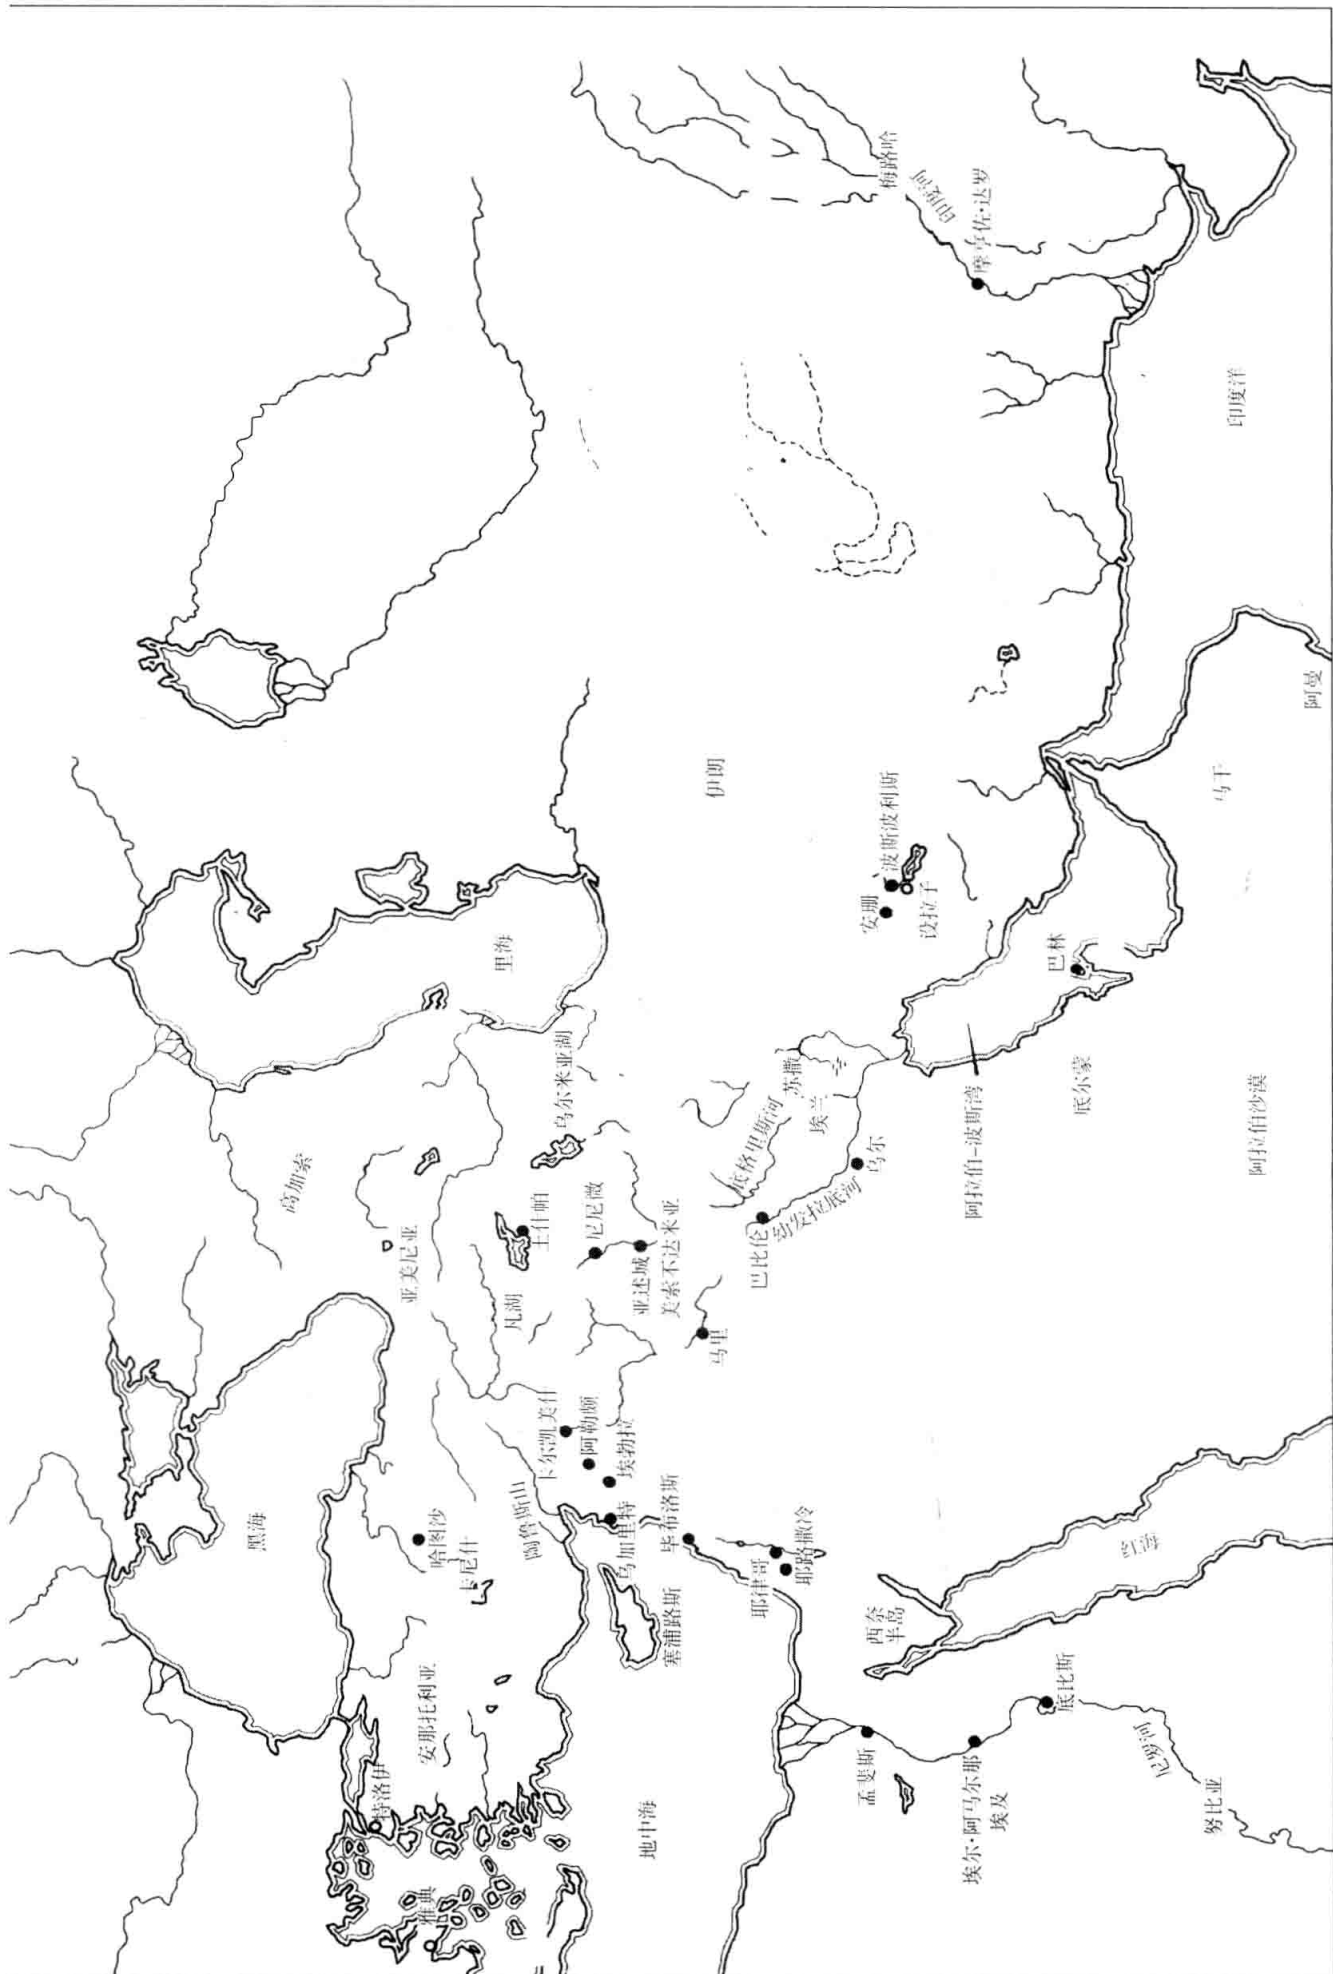 黑海
高加索
特洛伊
亚美尼亚
雅典
安那托利亚
哈图沙
卡尼什
里海
凡湖
陶鲁斯山
土什帕
卡尔凯美什
乌尔米亚湖
阿勒颇
尼尼微
乌加里特
埃勃拉
亚述城
地中海
塞浦路斯
毕布洛斯
美索不达米亚
马里
伊朗
底格里斯河
耶律哥
巴比伦
苏撒
幼发拉底河
耶路撒冷
埃兰
孟斐斯
西奈
半岛
乌尔
安珊
波斯波利斯
梅路哈
设拉子
印度河
埃尔·阿马尔那
埃及
阿拉伯-波斯湾
摩亨佐·达罗
底比斯
巴林
底尔蒙
红海
尼罗河
努比亚
马干
印度洋
阿拉伯沙漠
阿曼